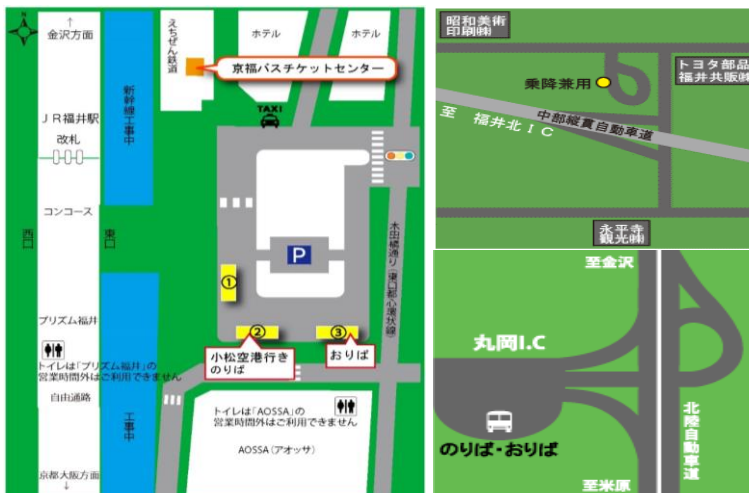 N
↑
金沢方面
JR福井駅
改札
コンコース
西口
東口
プリズム福井
トイレは「プリズム福井」の
営業時間外はご利用できません
自由通路
京都大阪方面
↓
新幹線工事中
工事中
えちぜん鉄道
ホテル
ホテル
京福バスチケットセンター
TAXI
P
①
②
③
小松空港行き
のりば
おりば
木田橋通り(東口都心環状線)
トイレは「AOSSA」の
営業時間外はご利用できません
AOSSA(アオッサ)
昭和美術
印刷㈱
トヨタ部品
福井共販㈱
乗降兼用
至 福井北IC
中部縦貫自動車道
永平寺
観光㈱
至金沢
丸岡I.C
のりば・おりば
北陸自動車道
至米原